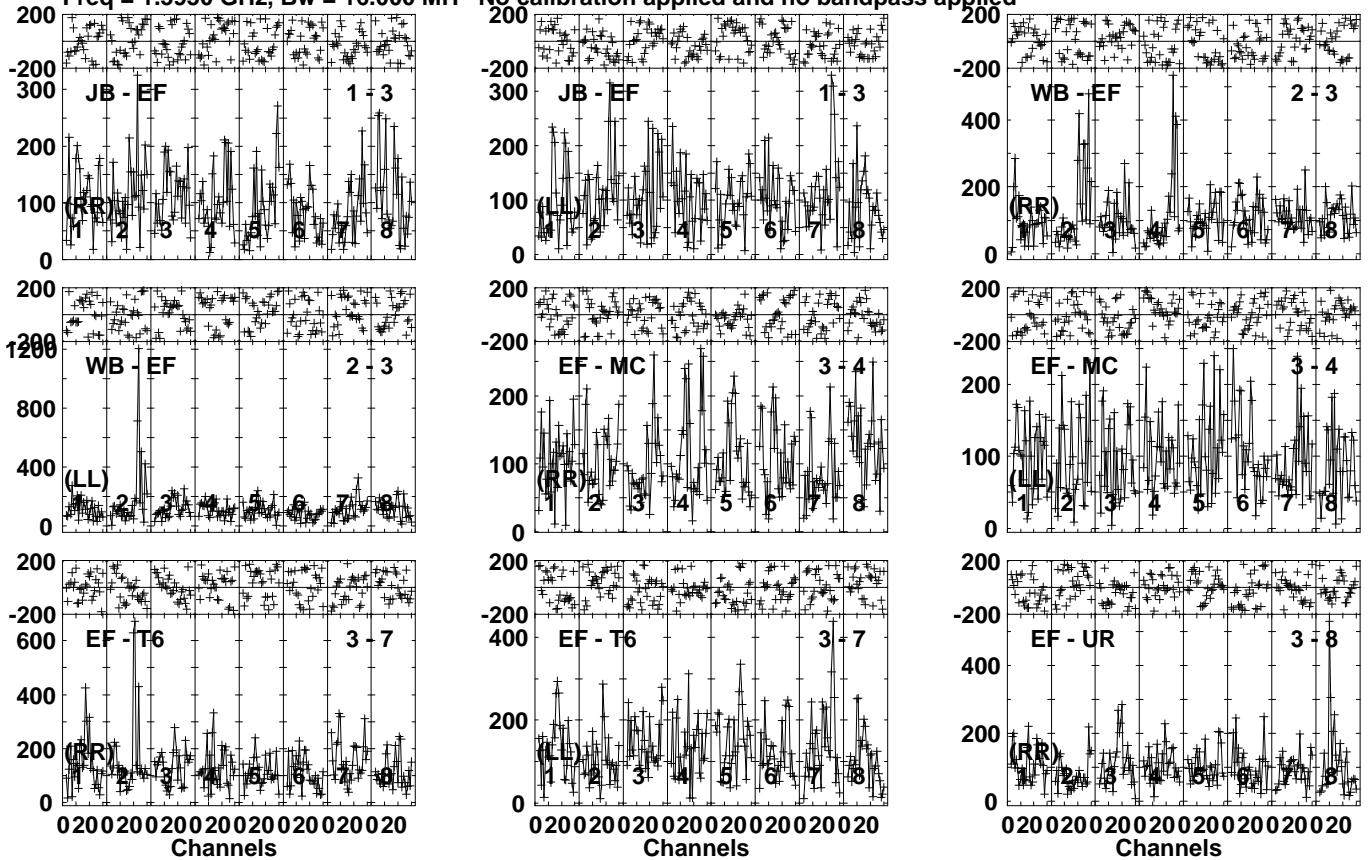 Freq = 1.5950 GHz, Bw = 16.000 MH No calibration applied and no bandpass applied
200 200 200
-200 -200 -200
JB - EF 1 - 3 JB - EF 1 - 3 WB - EF 2 - 3
300 300 400
200 200 200
100 100
(RR) (LL) (RR)
1 2 3 4 5 6 7 8 1 2 3 4 5 6 7 8 1 2 3 4 5 6 7 8
0 0 0
200 200 200
-200 -200 -200
1200
WB - EF 2 - 3 EF - MC 3 - 4 EF - MC 3 - 4
800 200 200
400 100 100
(LL) (RR) (LL)
1 2 3 4 5 6 7 8 1 2 3 4 5 6 7 8 1 2 3 4 5 6 7 8
0 0 0
200 200 200
-200 -200 -200
EF - T6 3 - 7 EF - T6 3 - 7 EF - UR 3 - 8
600 400 400
400 200 200
200
(RR) (LL) (RR)
1 2 3 4 5 6 7 8 1 2 3 4 5 6 7 8 1 2 3 4 5 6 7 8
0 0 0
0 20 0 20 0 20 0 20 0 20 0 20 0 20 0 20 0 20 0 20 0 20 0 20 0 20 0 20 0 20 0 20 0 20 0 20 0 20 0 20 0 20 0 20 0 20 0 20
Channels Channels Channels